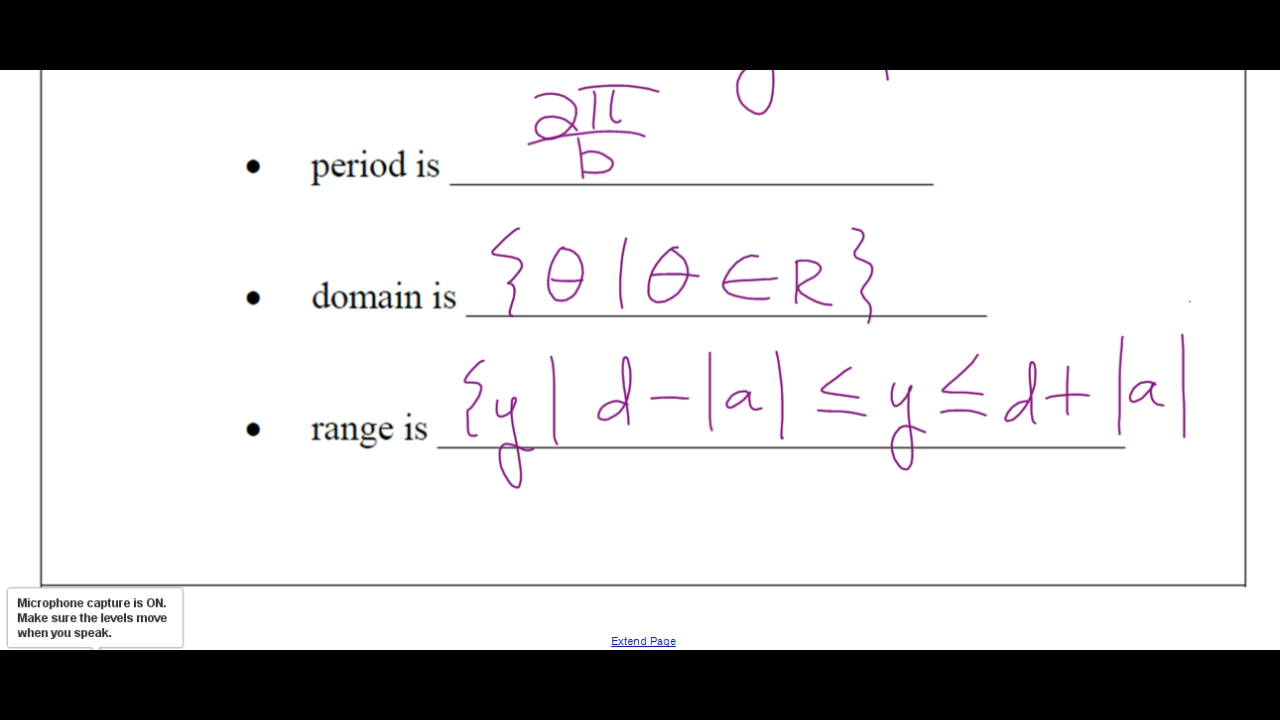 • period is 2π/b
• domain is {θ | θ ∈ R}
• range is {y | d - |a| ≤ y ≤ d + |a|
Microphone capture is ON.
Make sure the levels move
when you speak.
Extend Page